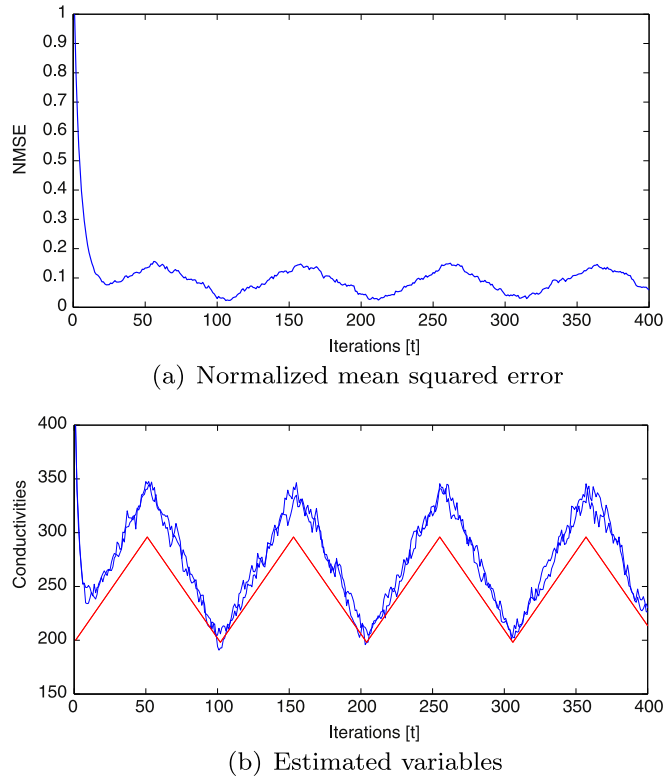 1
0.9
0.8
0.7
0.6
0.5
0.4
0.3
0.2
0.1
0
NMSE
0 50 100 150 200 250 300 350 400
Iterations [t]
(a) Normalized mean squared error
400
350
300
250
200
150
Conductivities
0 50 100 150 200 250 300 350 400
Iterations [t]
(b) Estimated variables